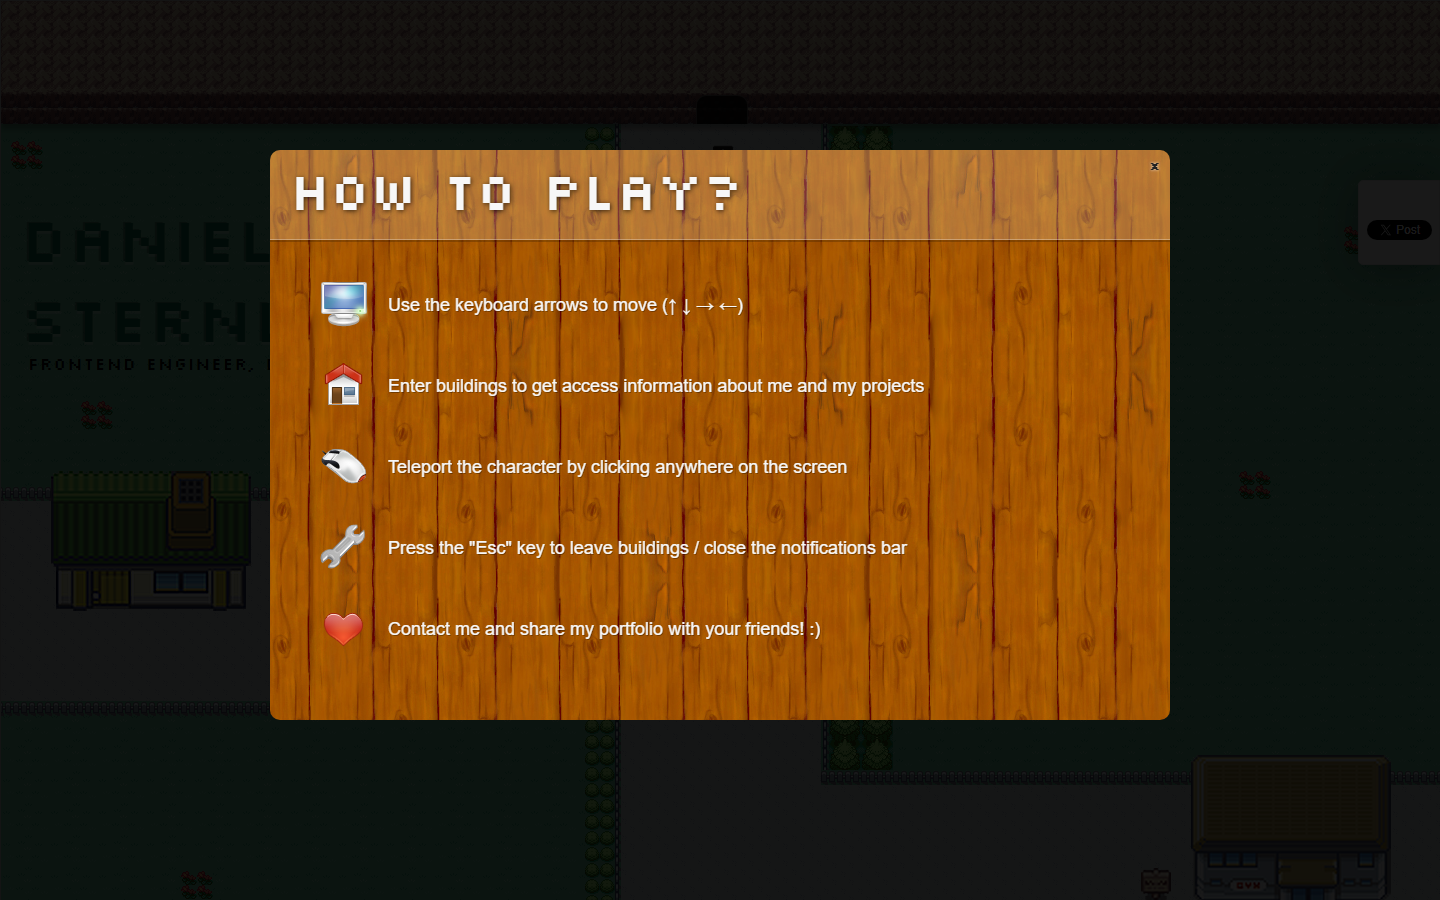 HOW TO PLAY?
x
DANIEL
Post
Use the keyboard arrows to move (↑ ↓ → ←)
STERN
FRONTEND ENGINEER,
Enter buildings to get access information about me and my projects
Teleport the character by clicking anywhere on the screen
Press the "Esc" key to leave buildings / close the notifications bar
Contact me and share my portfolio with your friends! :)
GYM